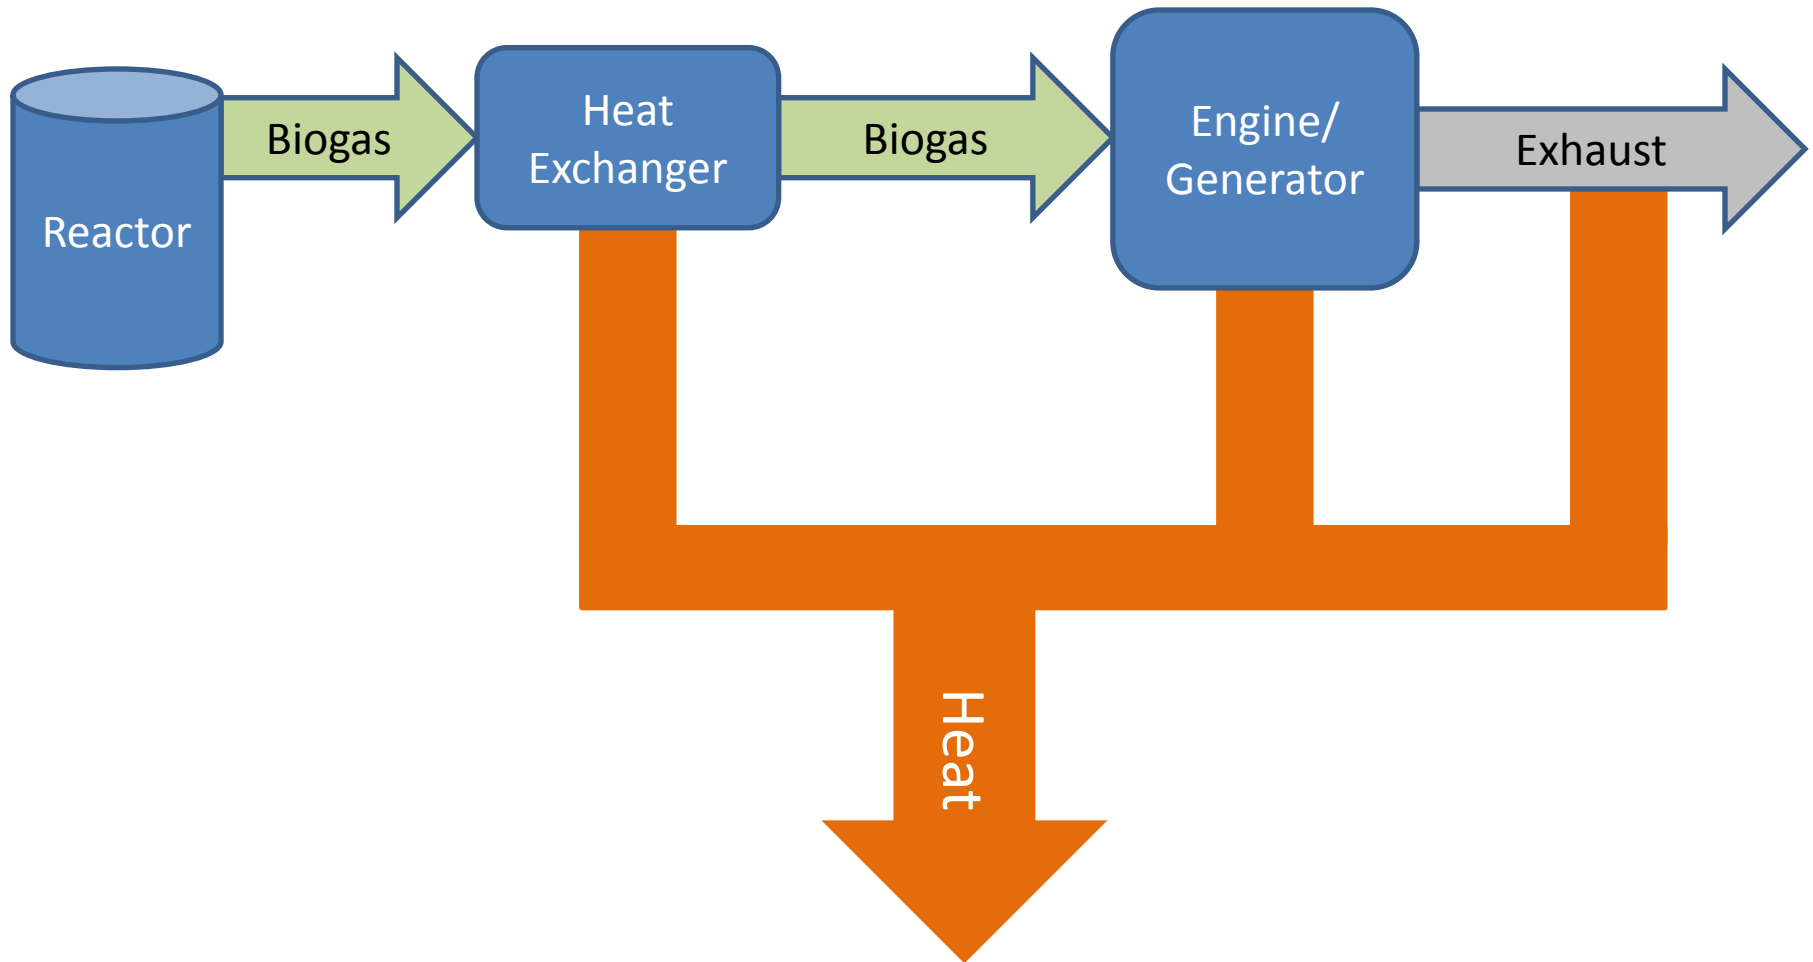 Reactor
Biogas
Heat
Exchanger
Biogas
Engine/
Generator
Exhaust
Heat